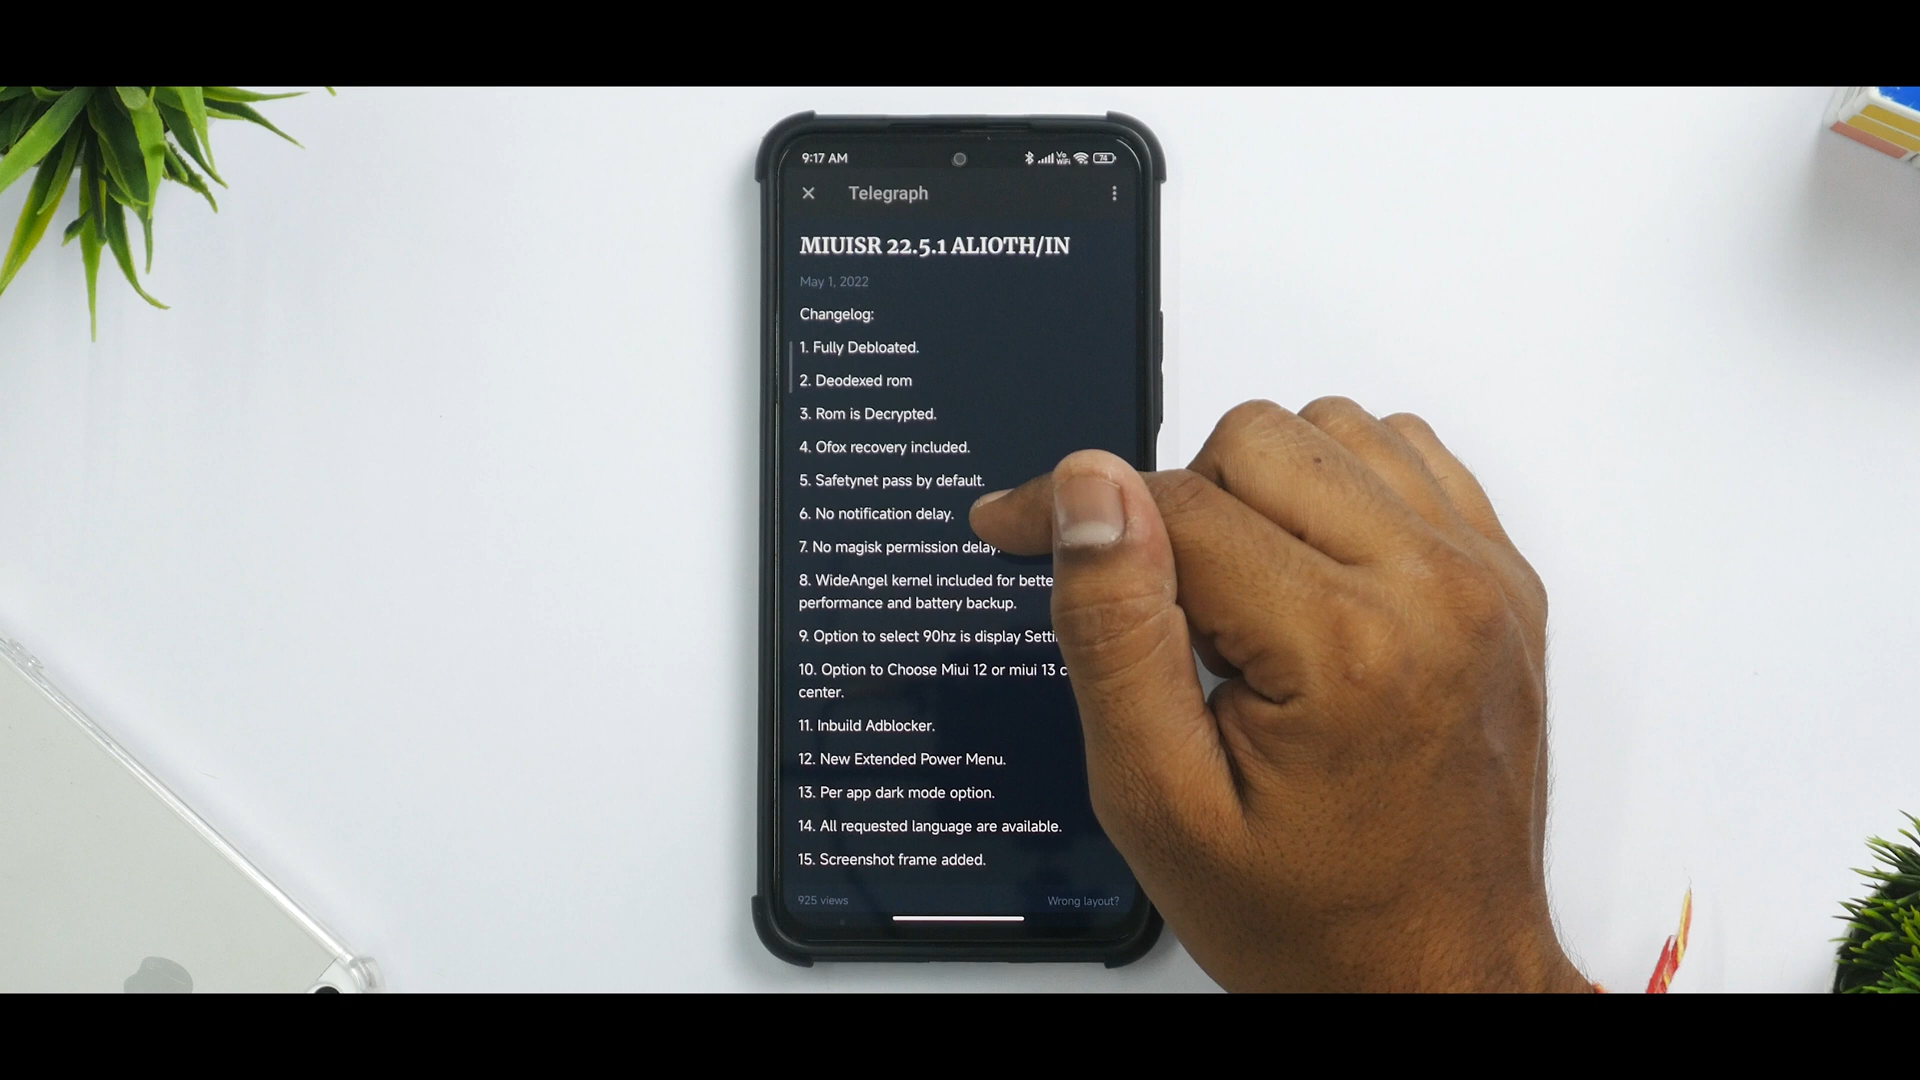 9:17 AM
Vo
WiFi
74
Telegraph
MIUISR 22.5.1 ALIOTH/IN
May 1, 2022
Changelog:
1. Fully Debloated.
2. Deodexed rom
3. Rom is Decrypted.
4. Ofox recovery included.
5. Safetynet pass by default.
6. No notification delay.
7. No magisk permission delay.
8. WideAngel kernel included for bette
performance and battery backup.
9. Option to select 90hz is display Setti
10. Option to Choose Miui 12 or miui 13 c
center.
11. Inbuild Adblocker.
12. New Extended Power Menu.
13. Per app dark mode option.
14. All requested language are available.
15. Screenshot frame added.
925 views
Wrong layout?